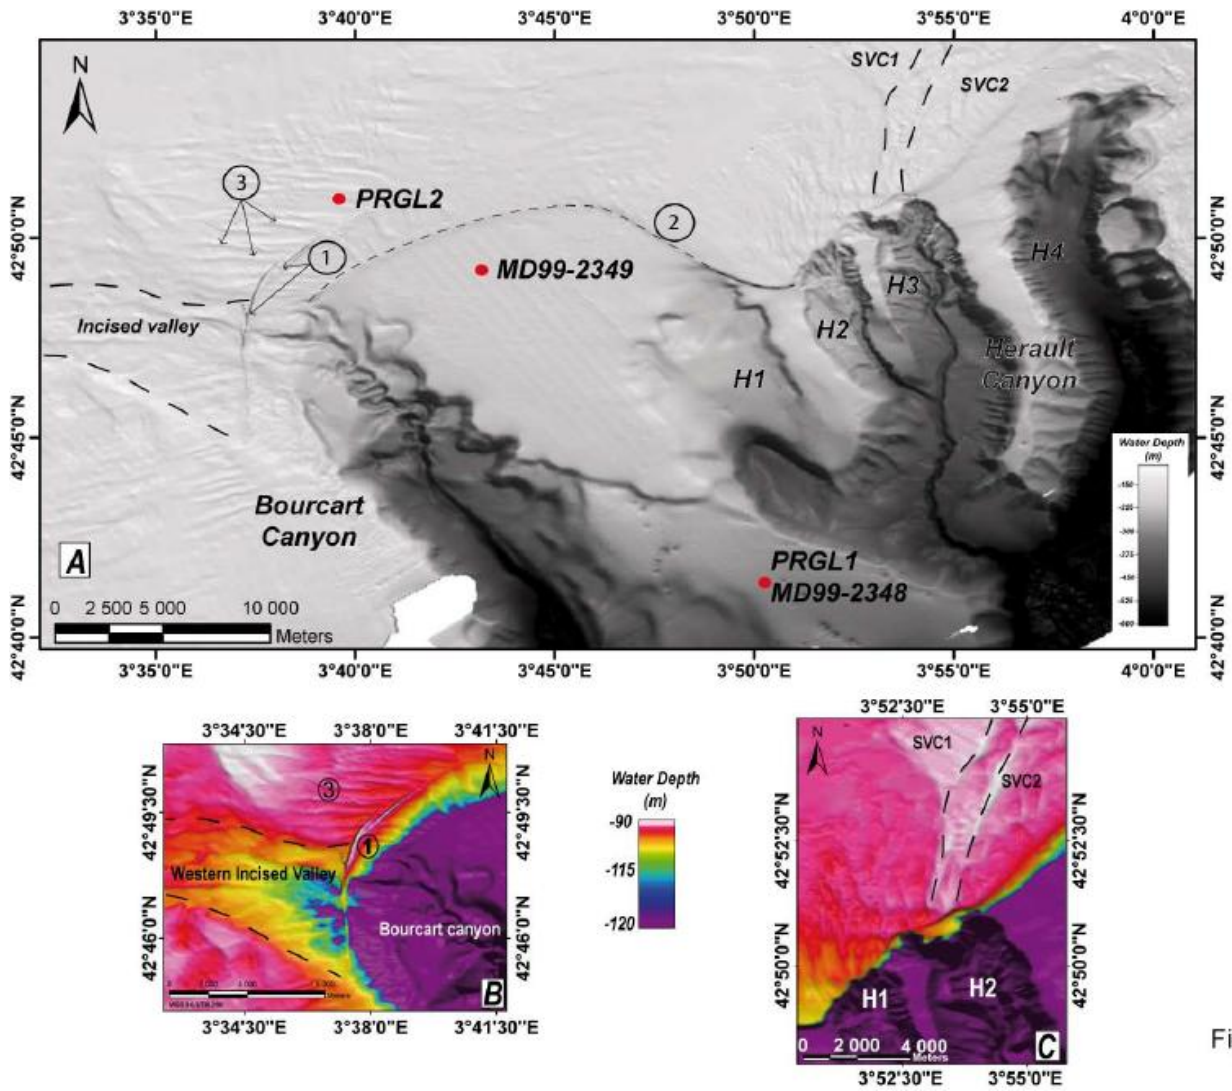 3°35'0"E 3°40'0"E 3°45'0"E 3°50'0"E 3°55'0"E 4°0'0"E
N
SVC1
SVC2
3
PRGL2
42°50'0"N
2
42°50'0"N
1
MD99-2349
H3
H4
Incised valley
H2
H1
Herault
Canyon
42°45'0"N
42°45'0"N
Water Depth
(m)
Bourcart
Canyon
A
PRGL1
MD99-2348
0 2 500 5 000 10 000
Meters
42°40'0"N
42°40'0"N
3°35'0"E 3°40'0"E 3°45'0"E 3°50'0"E 3°55'0"E 4°0'0"E
3°34'30"E 3°38'0"E 3°41'30"E
N
3
42°49'30"N
42°49'30"N
1
Western Incised Valley
Bourcart canyon
42°46'0"N
42°46'0"N
B
3°34'30"E 3°38'0"E 3°41'30"E
Water Depth
(m)
-90
-115
-120
3°52'30"E 3°55'0"E
N
SVC1
SVC2
42°52'30"N
42°52'30"N
42°50'0"N
42°50'0"N
H1
H2
0 2 000 4 000
Meters
C
3°52'30"E 3°55'0"E
Fi